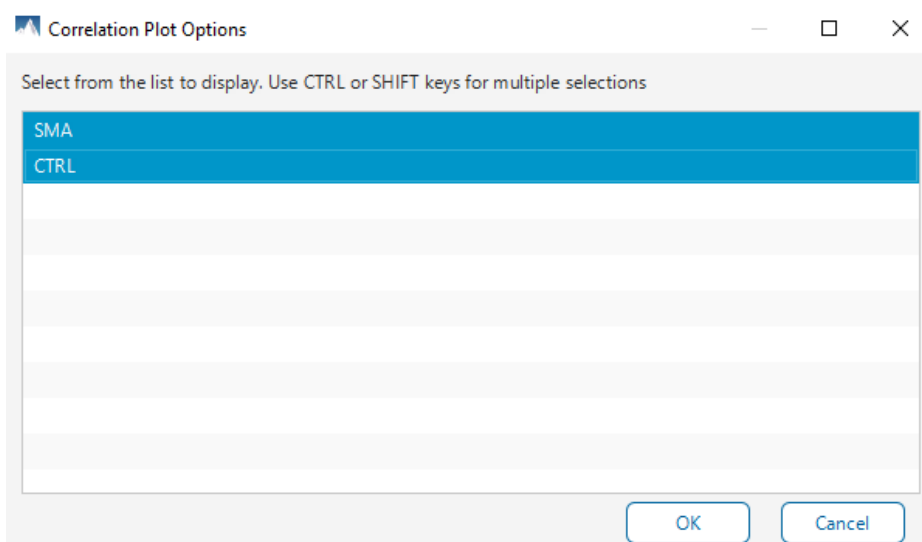 Correlation Plot Options
Select from the list to display. Use CTRL or SHIFT keys for multiple selections
SMA
CTRL
OK Cancel